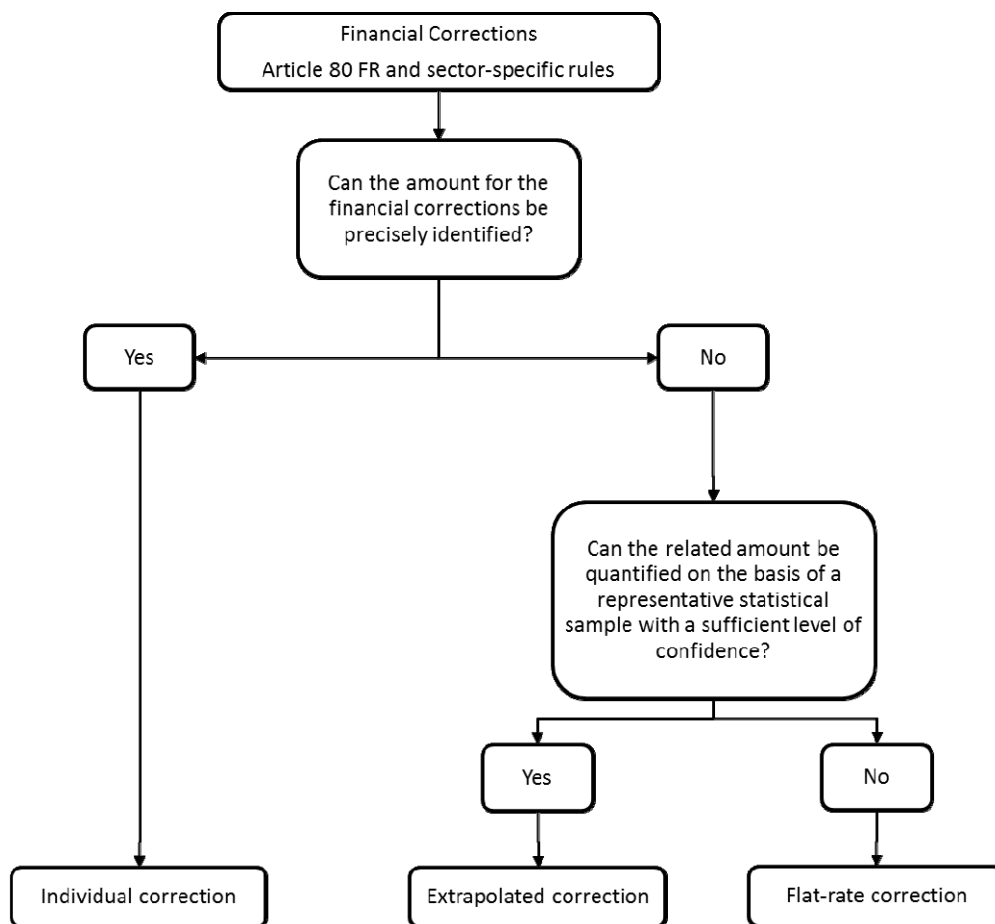 Financial Corrections
Article 80 FR and sector-specific rules
Can the amount for the
financial corrections be
precisely identified?
Yes
No
Can the related amount be
quantified on the basis of a
representative statistical
sample with a sufficient level of
confidence?
Yes
No
Individual correction
Extrapolated correction
Flat-rate correction